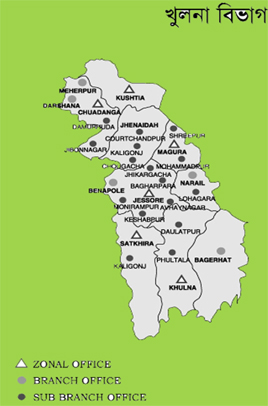 খুলনা বিভাগ
MEHERPUR
KUSHTIA
DARSHANA
CHUADANGA
DAMURHUDA
JHENAIDAH
SHREEPUR
COURTCHANDPUR
JIBONNAGAR
KALIGONJ
MAGURA
CHOUGACHA
MOHAMMADPUR
JHIKARGACHA
BAGHARPARA
NARAIL
BENAPOLE
JESSORE
LOHAGARA
MONIRAMPUR
AVHAYNAGAR
KESHABPUR
DAULATPUR
SATKHIRA
PHULTALA
BAGERHAT
KALIGONJ
KHULNA
ZONAL OFFICE
BRANCH OFFICE
SUB BRANCH OFFICE